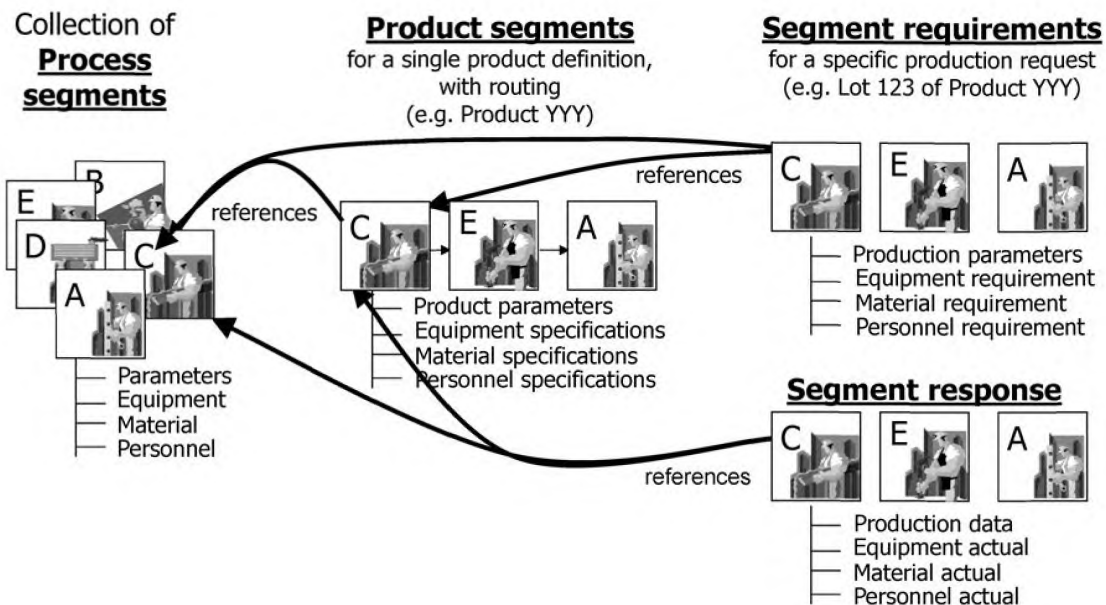 Collection of
Process
segments
B
E
D
C
A
Parameters
Equipment
Material
Personnel
Product segments
for a single product definition,
with routing
(e.g. Product YYY)
references
C
E
A
Product parameters
Equipment specifications
Material specifications
Personnel specifications
Segment requirements
for a specific production request
(e.g. Lot 123 of Product YYY)
references
C
E
A
Production parameters
Equipment requirement
Material requirement
Personnel requirement
Segment response
C
E
A
references
Production data
Equipment actual
Material actual
Personnel actual